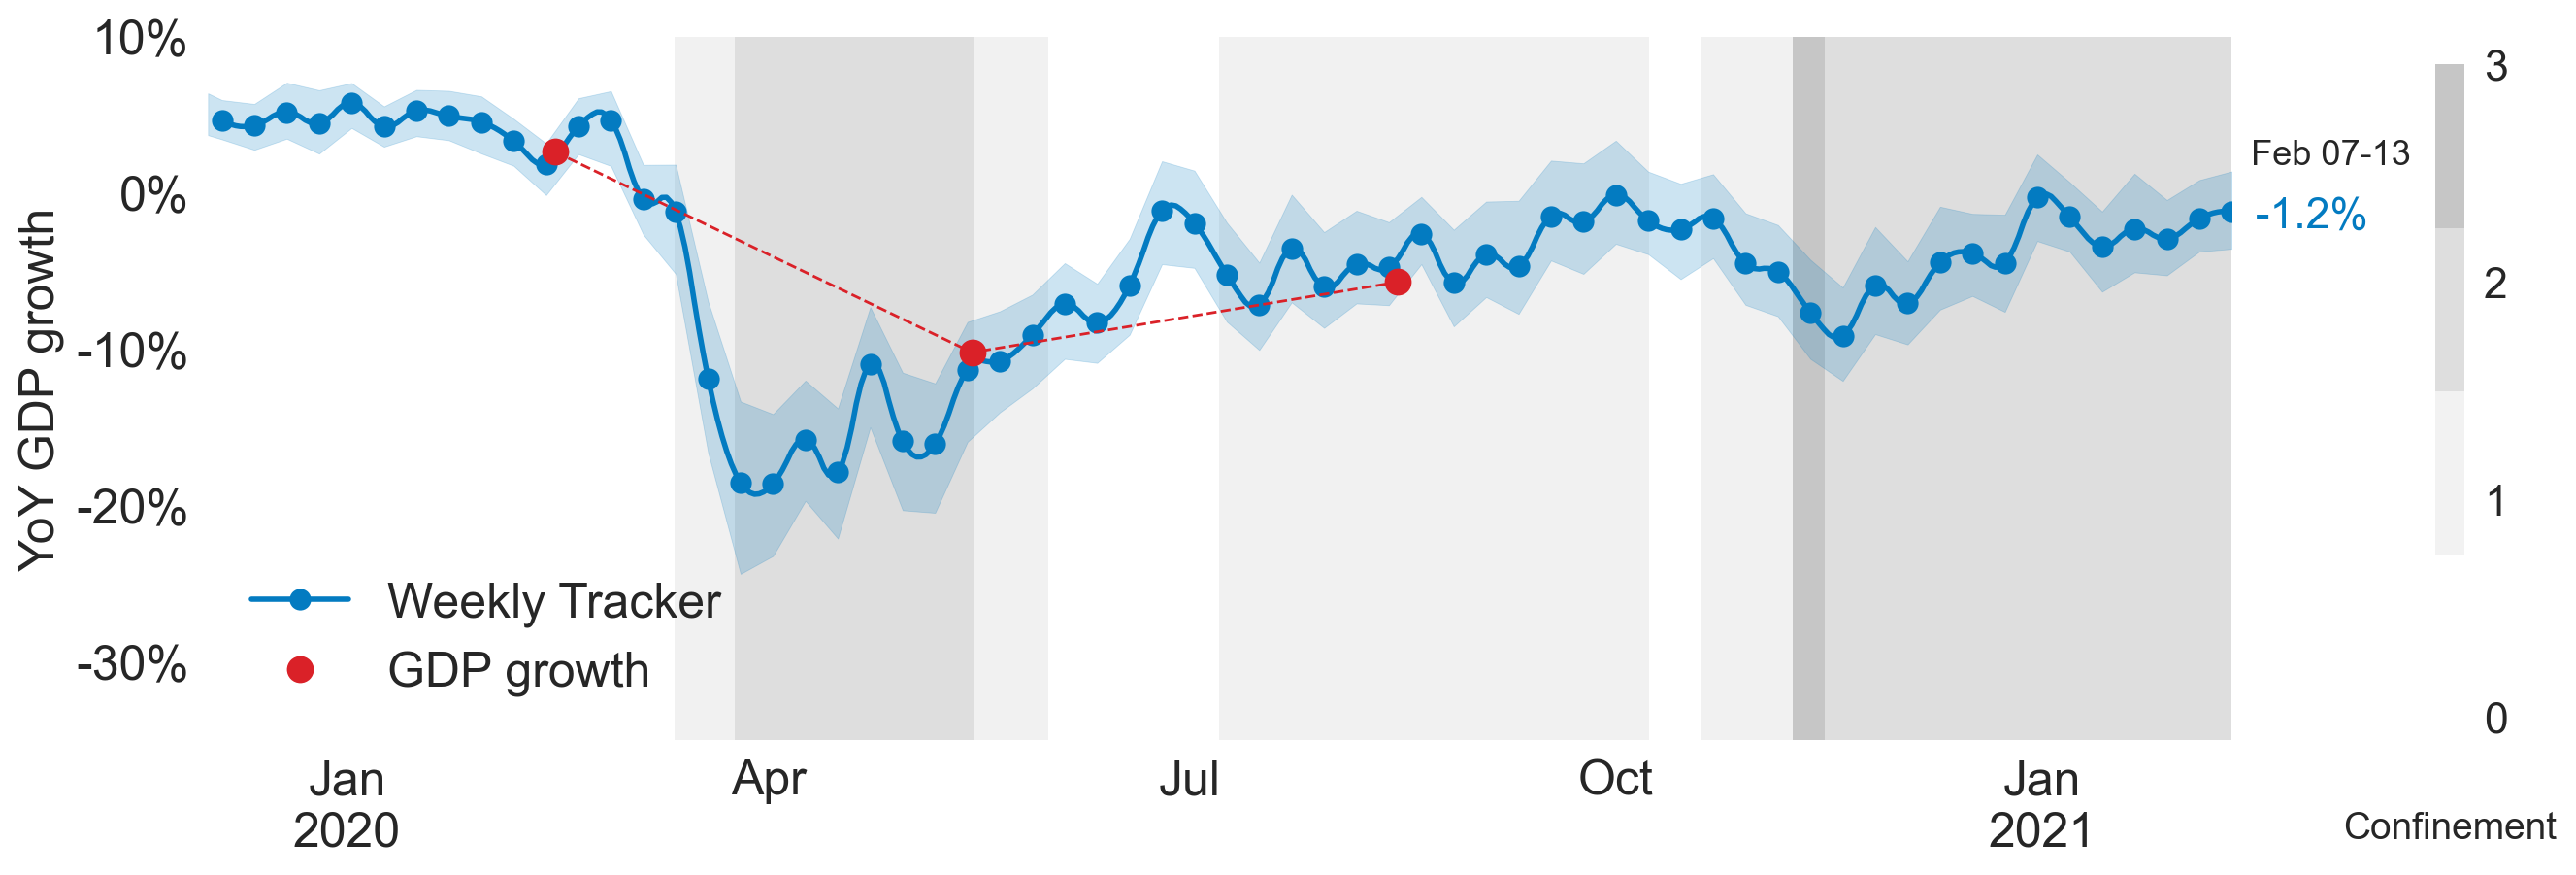 YoY GDP growth
10%
0%
-10%
-20%
-30%
Weekly Tracker
GDP growth
Jan
2020
Apr
Jul
Oct
Jan
2021
Feb 07-13
-1.2%
3
2
1
0
Confinement